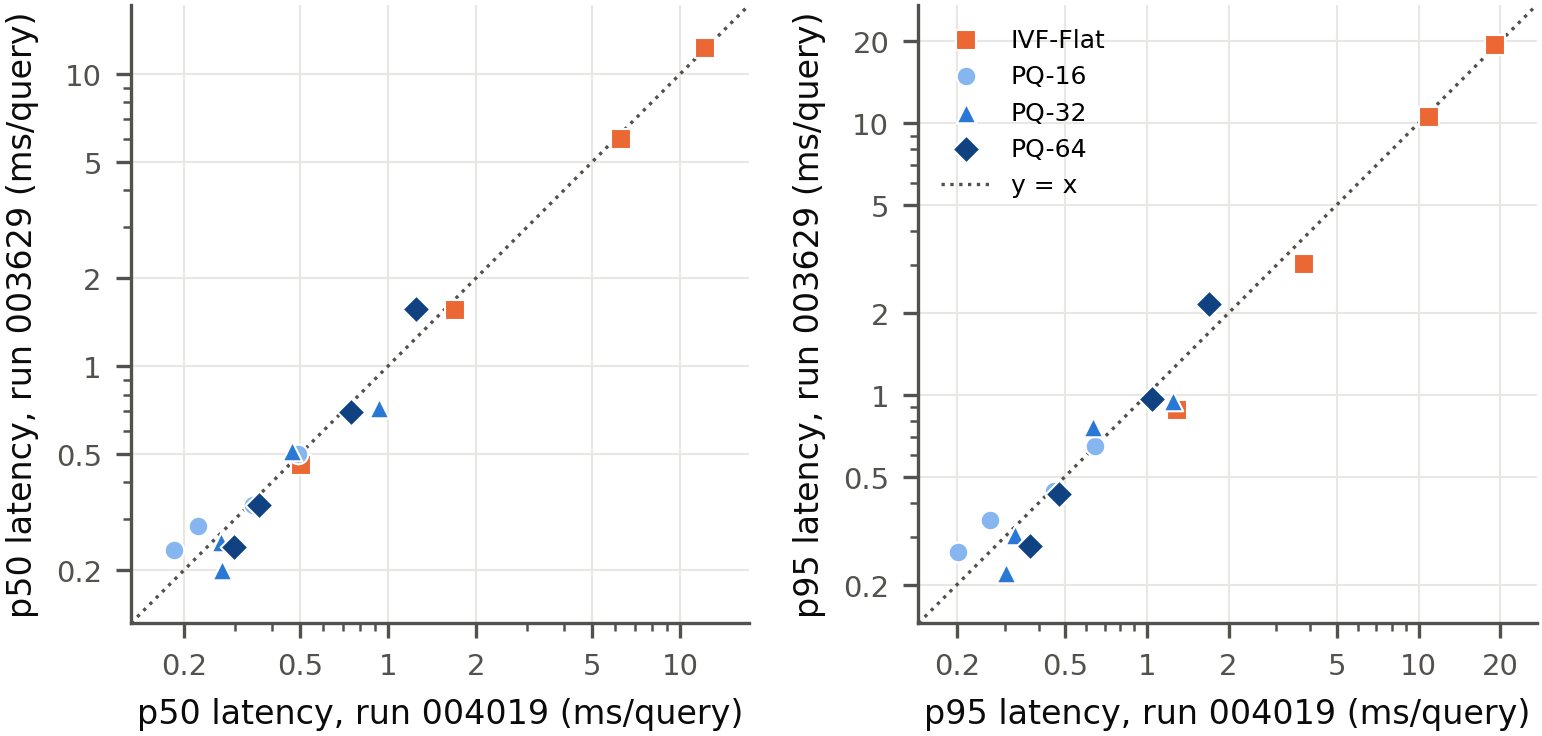 p50 latency, run 003629 (ms/query)
10
5
2
1
0.5
0.2
0.2 0.5 1 2 5 10
p50 latency, run 004019 (ms/query)
p95 latency, run 003629 (ms/query)
20
10
5
2
1
0.5
0.2
IVF-Flat
PQ-16
PQ-32
PQ-64
y = x
0.2 0.5 1 2 5 10 20
p95 latency, run 004019 (ms/query)